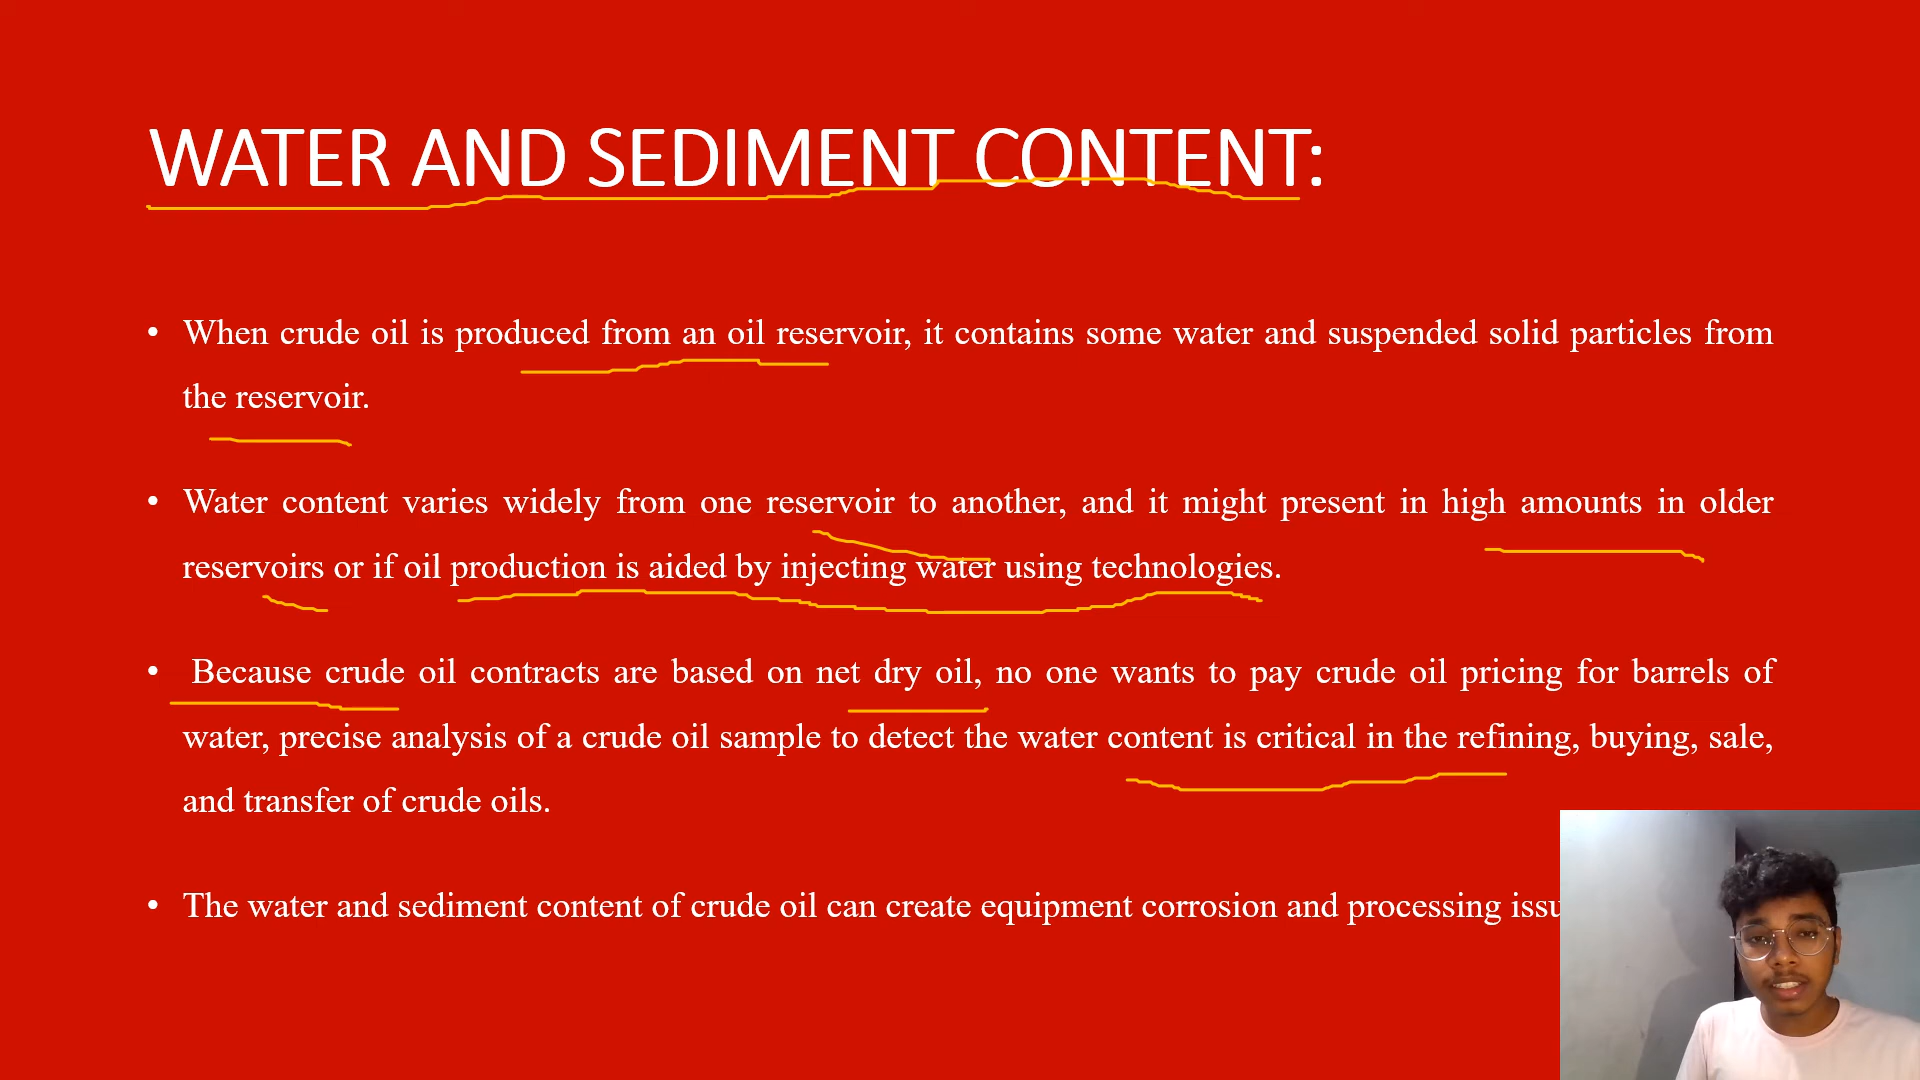 WATER AND SEDIMENT CONTENT:
• When crude oil is produced from an oil reservoir, it contains some water and suspended solid particles from
the reservoir.
• Water content varies widely from one reservoir to another, and it might present in high amounts in older
reservoirs or if oil production is aided by injecting water using technologies.
• Because crude oil contracts are based on net dry oil, no one wants to pay crude oil pricing for barrels of
water, precise analysis of a crude oil sample to detect the water content is critical in the refining, buying, sale,
and transfer of crude oils.
• The water and sediment content of crude oil can create equipment corrosion and processing